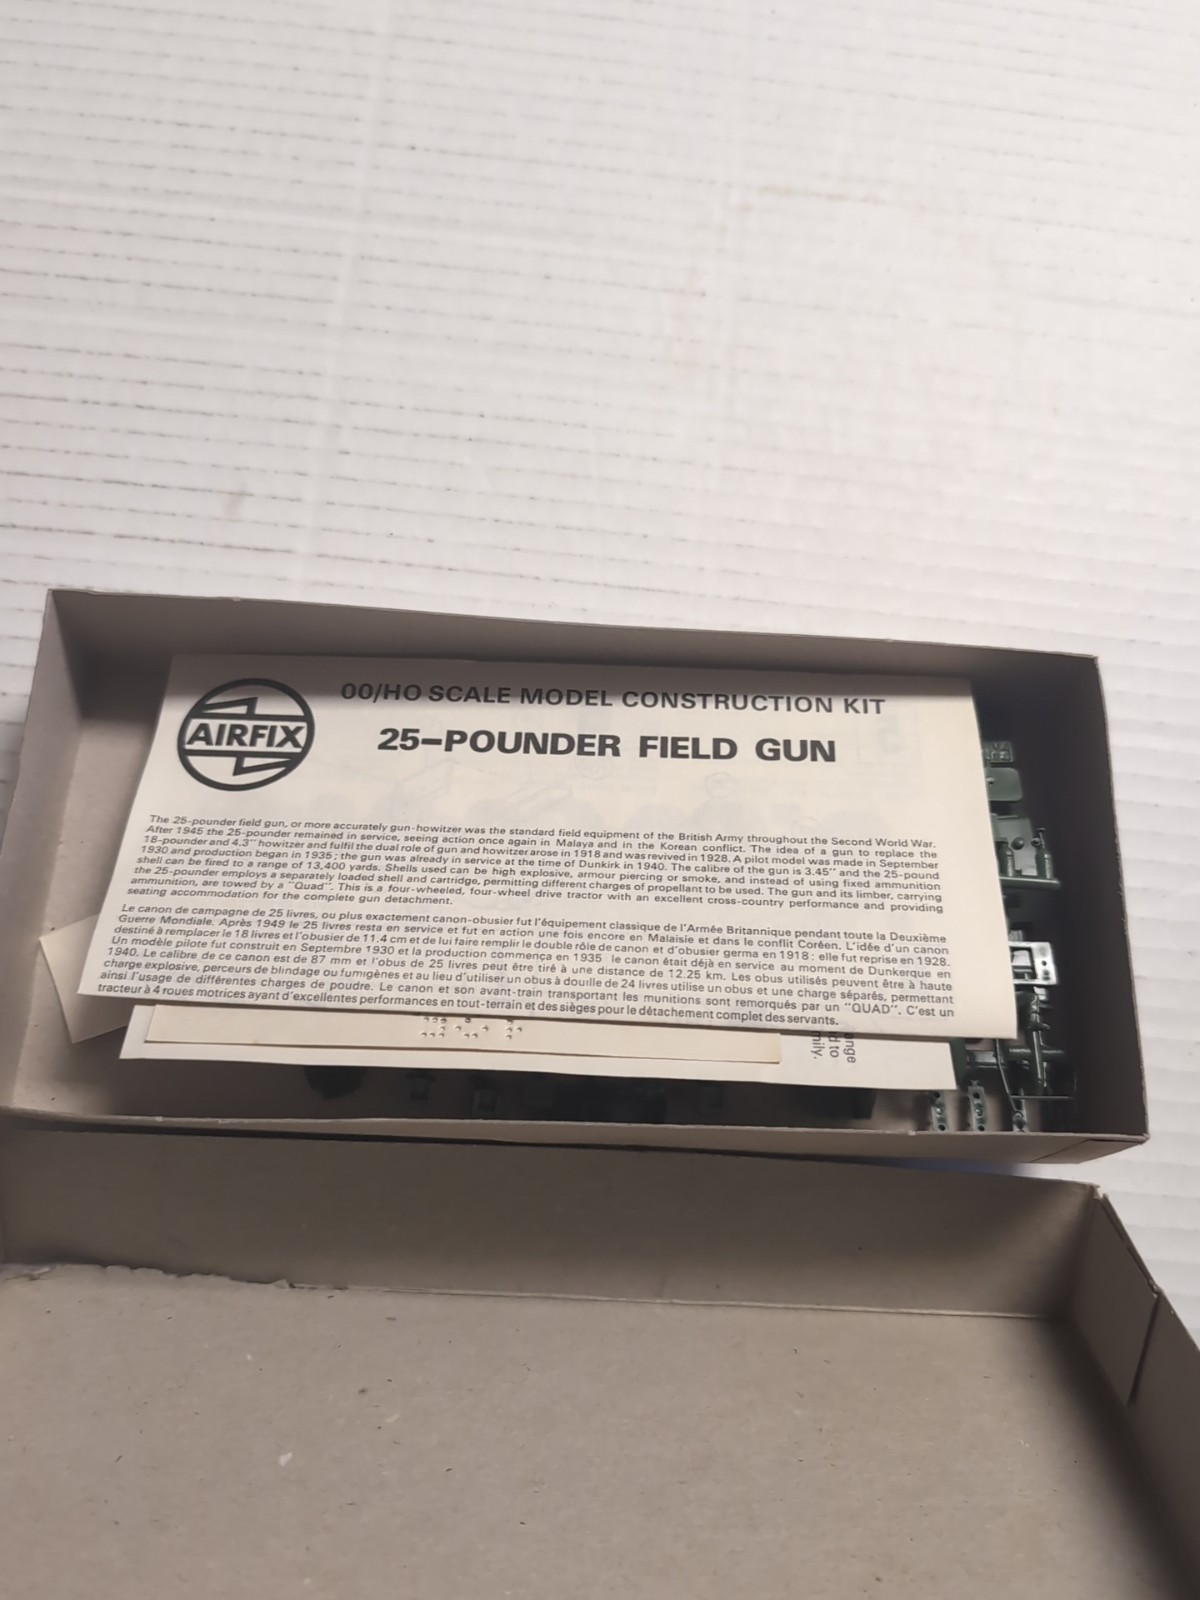 AIRFIX
00/HO SCALE MODEL CONSTRUCTION KIT
25-POUNDER FIELD GUN
The 25-pounder field gun, or more accurately gun-howitzer was the standard field equipment of the British Army throughout the Second World War.
After 1945 the 25-pounder remained in service, seeing action once again in Malaya and in the Korean conflict. The idea of a gun to replace the
18-pounder and 4.3" howitzer and fulfil the dual role of gun and howitzer arose in 1918 and was revived in 1928. A pilot model was made in September
1930 and production began in 1935; the gun was already in service at the time of Dunkirk in 1940. The calibre of the gun is 3.45" and the 25-pound
shell can be fired to a range of 13,400 yards. Shells used can be high explosive, armour piercing or smoke, and instead of using fixed ammunition
the 25-pounder employs a separately loaded shell and cartridge, permitting different charges of propellant to be used. The gun and its limber, carrying
ammunition, are towed by a "Quad". This is a four-wheeled, four-wheel drive tractor with an excellent cross-country performance and providing
seating accommodation for the complete gun detachment.
Le canon de campagne de 25 livres, ou plus exactement canon-obusier fut l'équipement classique de l'Armée Britannique pendant toute la Deuxième
Guerre Mondiale. Après 1949 le 25 livres resta en service et fut en action une fois encore en Malaisie et dans le conflit Coréen. L'idée d'un canon
destiné à remplacer le 18 livres et l'obusier de 11.4 cm et de lui faire remplir le double rôle de canon et d'obusier germa en 1918 : elle fut reprise en 1928.
Un modèle pilote fut construit en Septembre 1930 et la production commença en 1935 le canon était déjà en service au moment de Dunkerque en
1940. Le calibre de ce canon est de 87 mm et l'obus de 25 livres peut être tiré à une distance de 12.25 km. Les obus utilisés peuvent être à haute
charge explosive, perceurs de blindage ou fumigènes et au lieu d'utiliser un obus à douille de 24 livres utilise un obus et une charge séparés, permettant
ainsi l'usage de différentes charges de poudre. Le canon et son avant-train transportant les munitions sont remorqués par un "QUAD". C'est un
tracteur à 4 roues motrices ayant d'excellentes performances en tout-terrain et des sièges pour le détachement complet des servants.